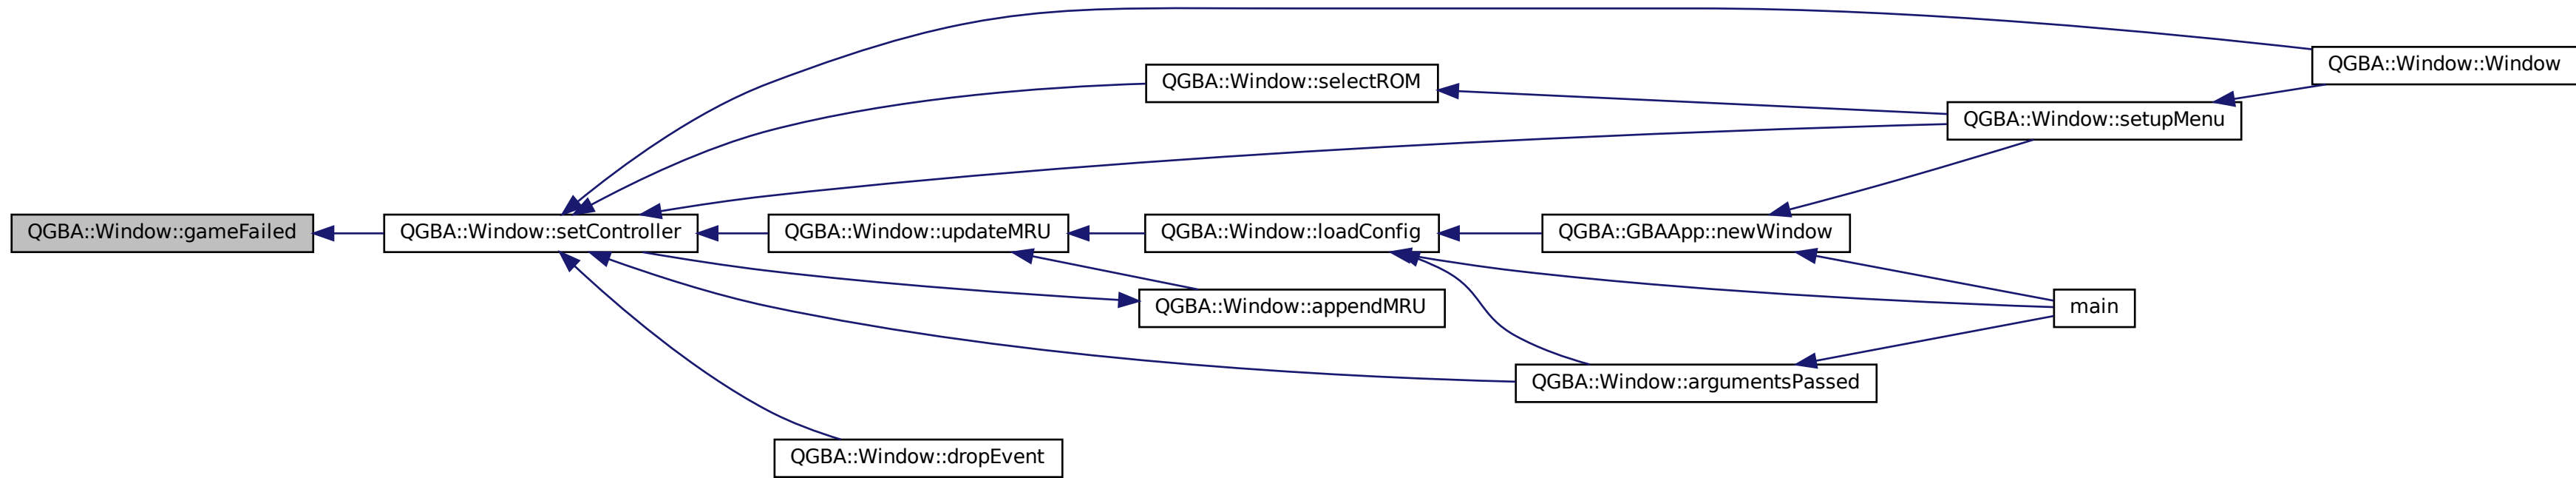 QGBA::Window::Window
QGBA::Window::selectROM
QGBA::Window::setupMenu
QGBA::Window::gameFailed
QGBA::Window::setController
QGBA::Window::updateMRU
QGBA::Window::loadConfig
QGBA::GBAApp::newWindow
QGBA::Window::appendMRU
main
QGBA::Window::argumentsPassed
QGBA::Window::dropEvent